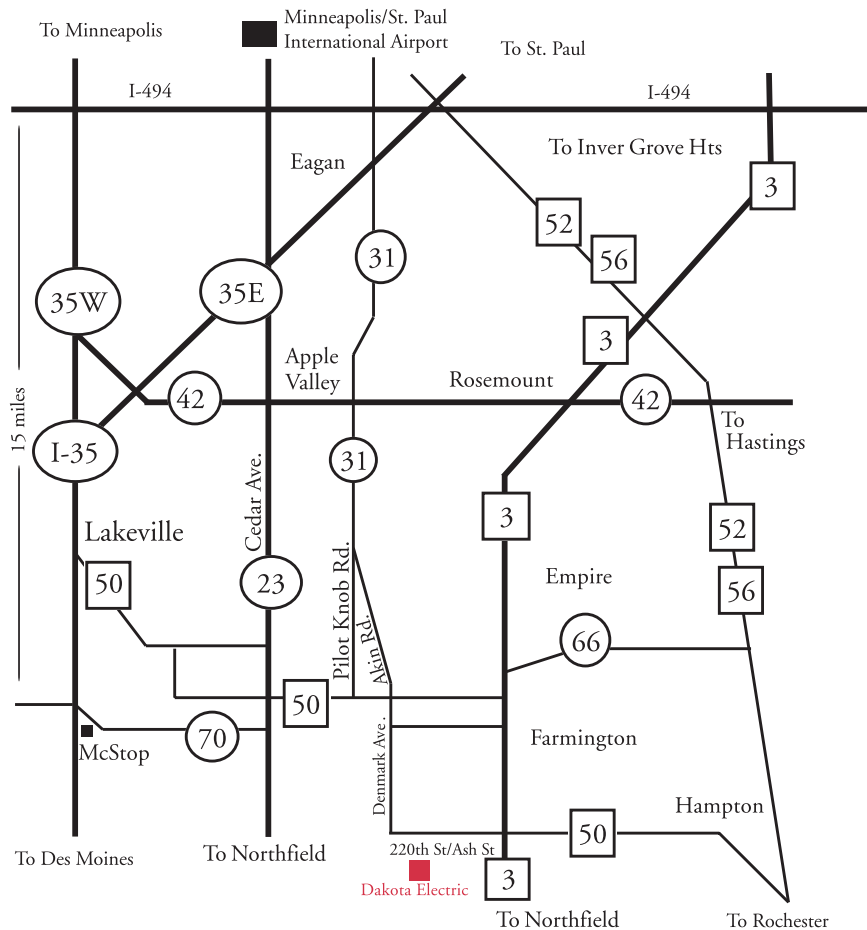 Minneapolis/St. Paul
International Airport
To Minneapolis
To St. Paul
I-494
I-494
To Inver Grove Hts
Eagan
3
52
56
31
35W
35E
3
Apple
Valley
Rosemount
42
42
To
Hastings
15 miles
I-35
31
Cedar Ave.
3
52
Lakeville
50
23
Pilot Knob Rd.
Akin Rd.
Empire
56
66
50
70
McStop
Denmark Ave.
Farmington
Hampton
50
To Des Moines
To Northfield
220th St/Ash St
Dakota Electric
3
To Northfield
To Rochester